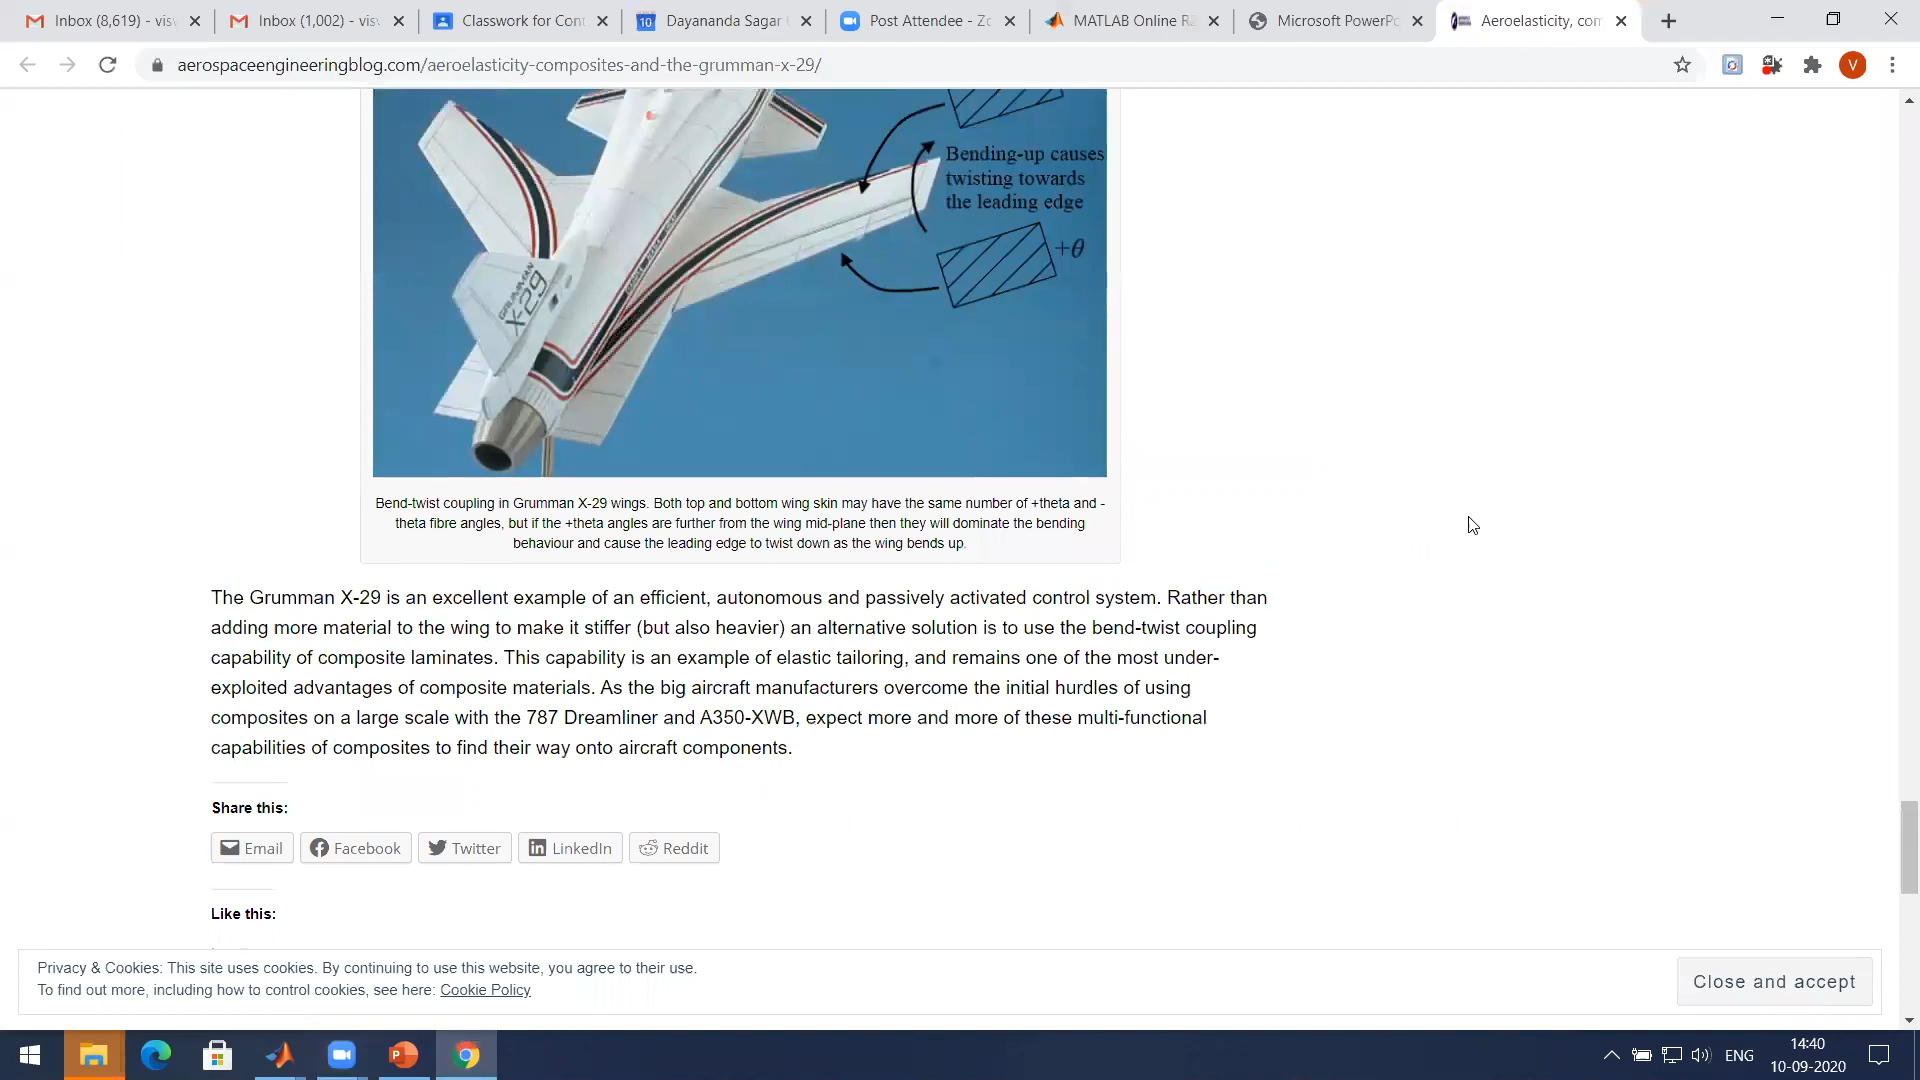 Inbox (8,619) - vis
Inbox (1,002) - vis
Classwork for Con
Dayananda Sagar
Post Attendee - Zo
MATLAB Online R2
Microsoft PowerPo
Aeroelasticity, com
aerospaceengineeringblog.com/aeroelasticity-composites-and-the-grumman-x-29/
V
Bending-up causes
twisting towards
the leading edge
+θ
GRUMMAN
X-29
Bend-twist coupling in Grumman X-29 wings. Both top and bottom wing skin may have the same number of +theta and -
theta fibre angles, but if the +theta angles are further from the wing mid-plane then they will dominate the bending
behaviour and cause the leading edge to twist down as the wing bends up.
The Grumman X-29 is an excellent example of an efficient, autonomous and passively activated control system. Rather than
adding more material to the wing to make it stiffer (but also heavier) an alternative solution is to use the bend-twist coupling
capability of composite laminates. This capability is an example of elastic tailoring, and remains one of the most under-
exploited advantages of composite materials. As the big aircraft manufacturers overcome the initial hurdles of using
composites on a large scale with the 787 Dreamliner and A350-XWB, expect more and more of these multi-functional
capabilities of composites to find their way onto aircraft components.
Share this:
Email
Facebook
Twitter
LinkedIn
Reddit
Like this:
Privacy & Cookies: This site uses cookies. By continuing to use this website, you agree to their use.
To find out more, including how to control cookies, see here: Cookie Policy
Close and accept
ENG
14:40
10-09-2020